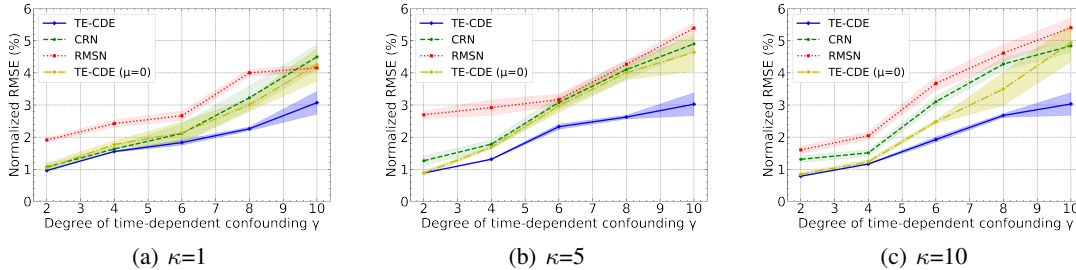 Normalized RMSE (%)
6
5
4
3
2
1
0
TE-CDE
CRN
RMSN
TE-CDE (μ=0)
2 3 4 5 6 7 8 9 10
Degree of time-dependent confounding γ
(a) κ=1
Normalized RMSE (%)
6
5
4
3
2
1
0
TE-CDE
CRN
RMSN
TE-CDE (μ=0)
2 3 4 5 6 7 8 9 10
Degree of time-dependent confounding γ
(b) κ=5
Normalized RMSE (%)
6
5
4
3
2
1
0
TE-CDE
CRN
RMSN
TE-CDE (μ=0)
2 3 4 5 6 7 8 9 10
Degree of time-dependent confounding γ
(c) κ=10